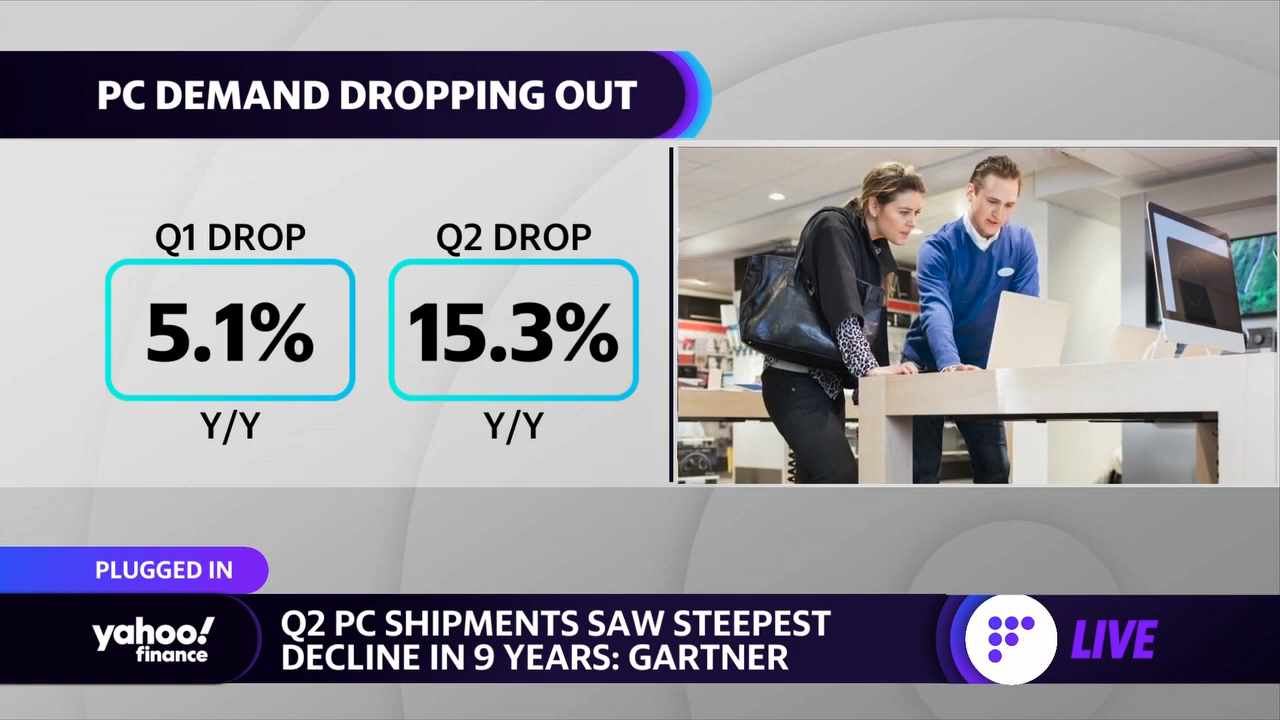 PC DEMAND DROPPING OUT
Q1 DROP
5.1%
Y/Y
Q2 DROP
15.3%
Y/Y
PLUGGED IN
yahoo!
finance
Q2 PC SHIPMENTS SAW STEEPEST
DECLINE IN 9 YEARS: GARTNER
LIVE